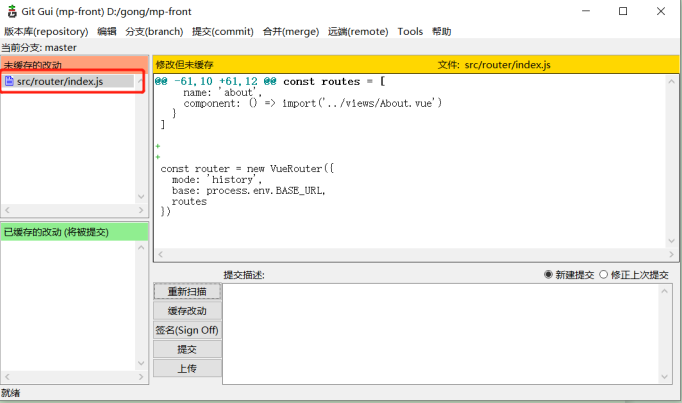 Git Gui (mp-front) D:/gong/mp-front
版本库(repository) 编辑 分支(branch) 提交(commit) 合并(merge) 远端(remote) Tools 帮助
当前分支: master
未缓存的改动
src/router/index.js
修改但未缓存 文件: src/router/index.js
@@ -61,10 +61,12 @@ const routes = [
name: 'about',
component: () => import('../views/About.vue')
}
]
+
+
const router = new VueRouter({
mode: 'history',
base: process.env.BASE_URL,
routes
})
已缓存的改动 (将被提交)
提交描述: 新建提交 修正上次提交
重新扫描
缓存改动
签名(Sign Off)
提交
上传
就绪